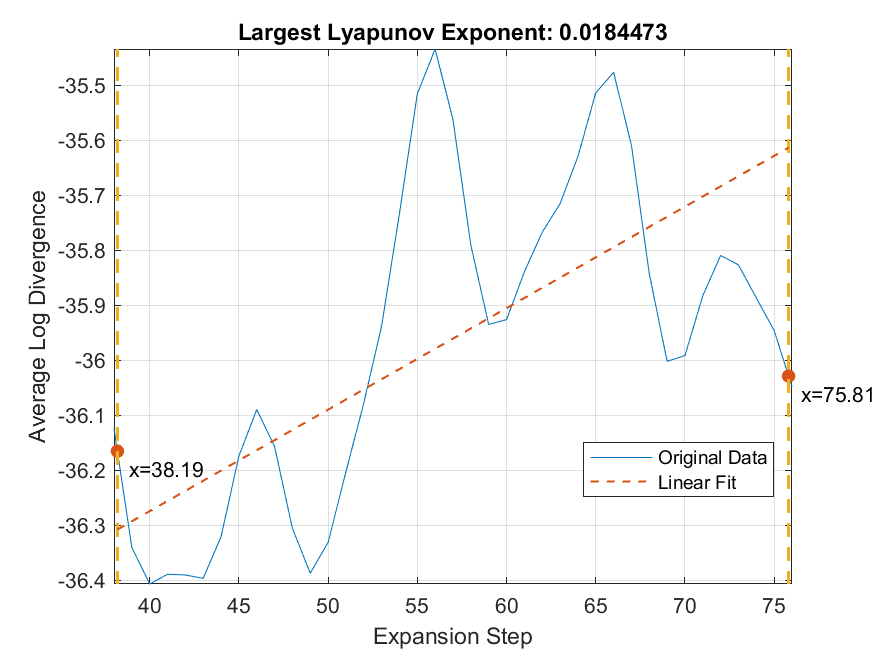 Largest Lyapunov Exponent: 0.0184473
Average Log Divergence
-35.5
-35.6
-35.7
-35.8
-35.9
-36
-36.1
-36.2
-36.3
-36.4
x=38.19
x=75.81
Original Data
Linear Fit
40 45 50 55 60 65 70 75
Expansion Step